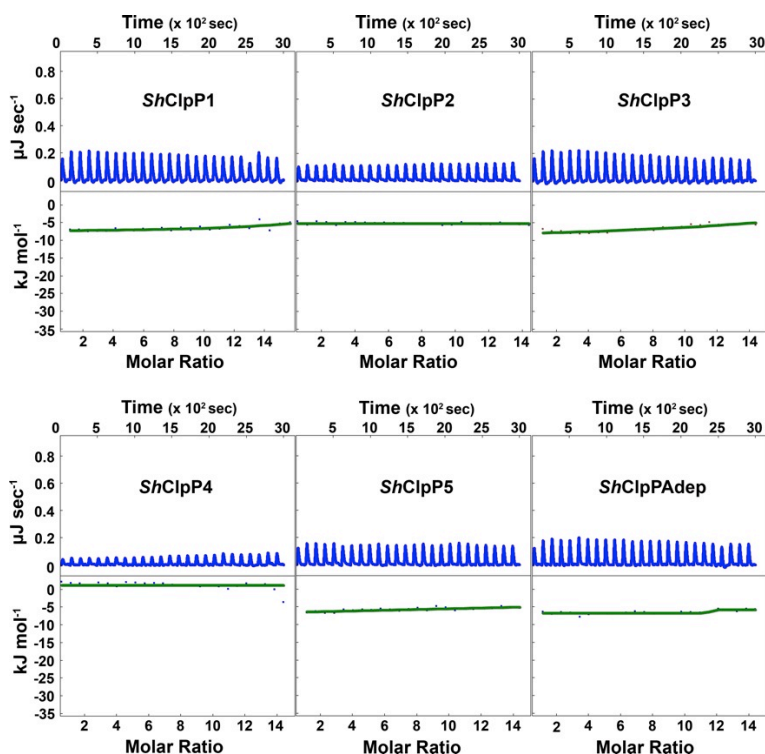 Time (x 10² sec) Time (x 10² sec) Time (x 10² sec)
0 5 10 15 20 25 30 0 5 10 15 20 25 30 0 5 10 15 20 25 30
µJ sec⁻¹
0.8
0.6
0.4
0.2
0
ShClpP1 ShClpP2 ShClpP3
kJ mol⁻¹
0
-5
-10
-15
-20
-25
-30
-35
2 4 6 8 10 12 14 2 4 6 8 10 12 14 2 4 6 8 10 12 14
Molar Ratio Molar Ratio Molar Ratio
Time (x 10² sec) Time (x 10² sec) Time (x 10² sec)
0 5 10 15 20 25 30 0 5 10 15 20 25 30 0 5 10 15 20 25 30
µJ sec⁻¹
0.8
0.6
0.4
0.2
0
ShClpP4 ShClpP5 ShClpPAdep
kJ mol⁻¹
0
-5
-10
-15
-20
-25
-30
-35
2 4 6 8 10 12 14 2 4 6 8 10 12 14 2 4 6 8 10 12 14
Molar Ratio Molar Ratio Molar Ratio